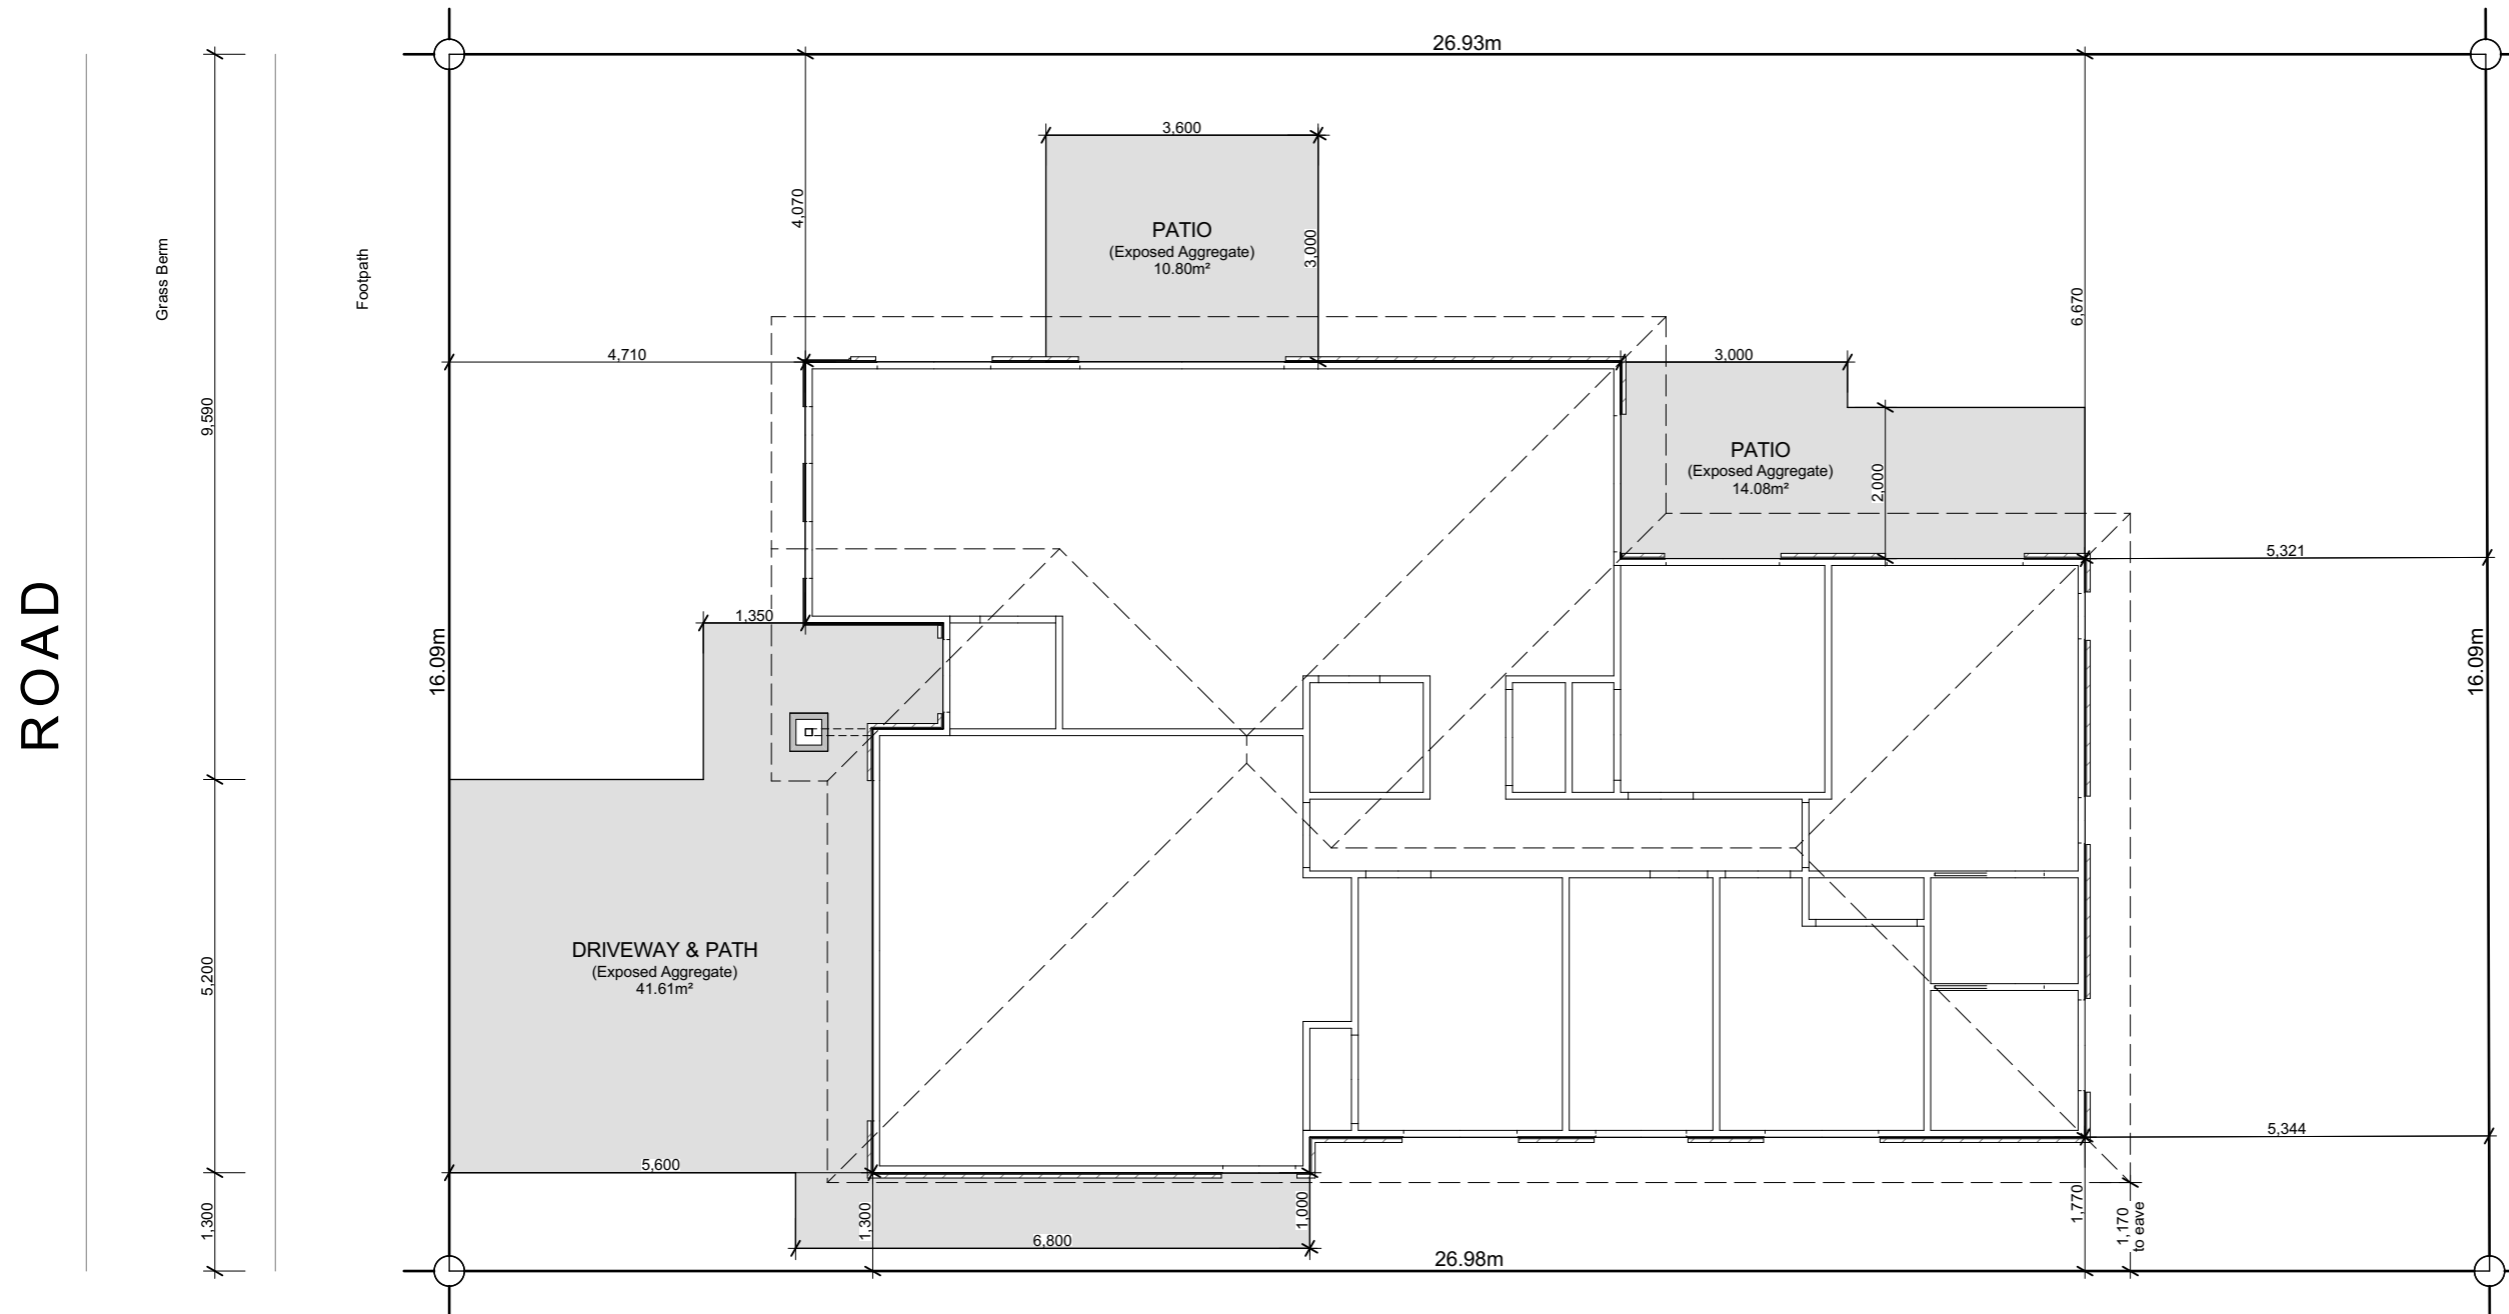 26.93m
3,600
4,070
PATIO
(Exposed Aggregate)
10.80m²
3,000
Grass Berm
Footpath
6,670
4,710
3,000
9,590
PATIO
(Exposed Aggregate)
14.08m²
2,000
5,321
ROAD
1,350
16.09m
16.09m
DRIVEWAY & PATH
(Exposed Aggregate)
41.61m²
5,200
5,344
5,600
1,300
1,300
1,000
1,770
1,170
to eave
6,800
26.98m